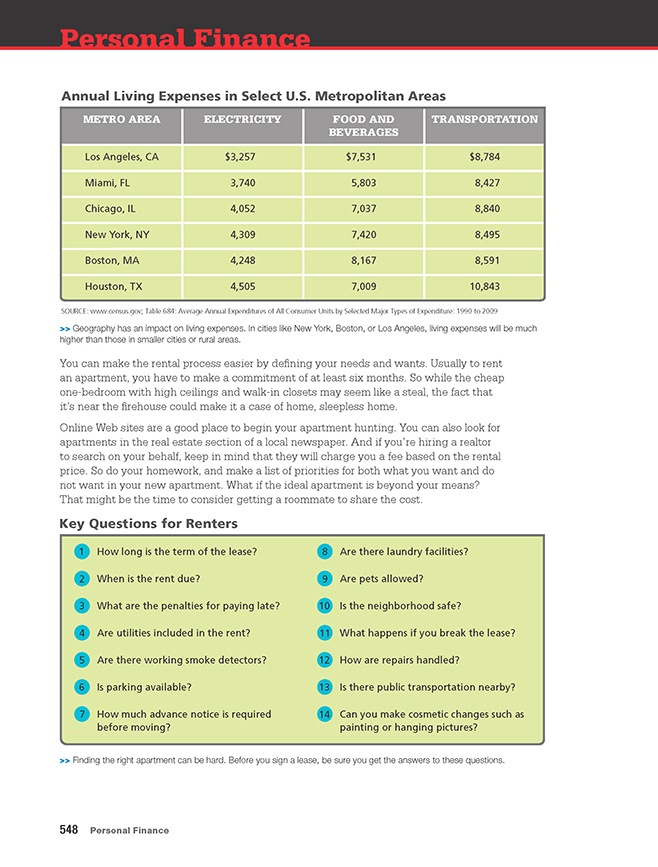 Personal Finance
Annual Living Expenses in Select U.S. Metropolitan Areas
METRO AREA ELECTRICITY FOOD AND BEVERAGES TRANSPORTATION
Los Angeles, CA $3,257 $7,531 $8,784
Miami, FL 3,740 5,803 8,427
Chicago, IL 4,052 7,037 8,840
New York, NY 4,309 7,420 8,495
Boston, MA 4,248 8,167 8,591
Houston, TX 4,505 7,009 10,843
SOURCE: www.census.gov; Table 684: Average Annual Expenditures of All Consumer Units by Selected Major Types of Expenditure: 1990 to 2009
>> Geography has an impact on living expenses. In cities like New York, Boston, or Los Angeles, living expenses will be much
higher than those in smaller cities or rural areas.
You can make the rental process easier by defining your needs and wants. Usually to rent
an apartment, you have to make a commitment of at least six months. So while the cheap
one-bedroom with high ceilings and walk-in closets may seem like a steal, the fact that
it's near the firehouse could make it a case of home, sleepless home.
Online Web sites are a good place to begin your apartment hunting. You can also look for
apartments in the real estate section of a local newspaper. And if you're hiring a realtor
to search on your behalf, keep in mind that they will charge you a fee based on the rental
price. So do your homework, and make a list of priorities for both what you want and do
not want in your new apartment. What if the ideal apartment is beyond your means?
That might be the time to consider getting a roommate to share the cost.
Key Questions for Renters
1 How long is the term of the lease?
2 When is the rent due?
3 What are the penalties for paying late?
4 Are utilities included in the rent?
5 Are there working smoke detectors?
6 Is parking available?
7 How much advance notice is required
before moving?
8 Are there laundry facilities?
9 Are pets allowed?
10 Is the neighborhood safe?
11 What happens if you break the lease?
12 How are repairs handled?
13 Is there public transportation nearby?
14 Can you make cosmetic changes such as
painting or hanging pictures?
>> Finding the right apartment can be hard. Before you sign a lease, be sure you get the answers to these questions.
548 Personal Finance